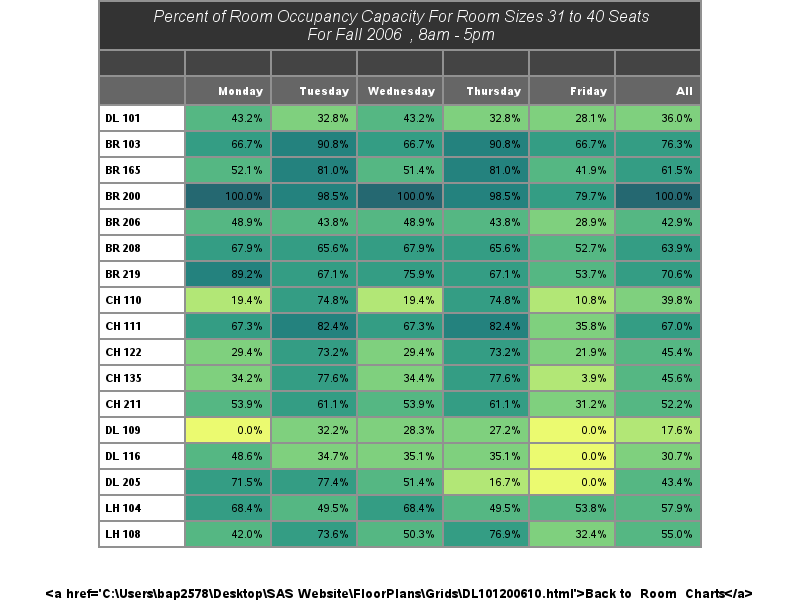 Percent of Room Occupancy Capacity For Room Sizes 31 to 40 Seats
For Fall 2006 , 8am - 5pm
Monday Tuesday Wednesday Thursday Friday All
DL 101 43.2% 32.8% 43.2% 32.8% 28.1% 36.0%
BR 103 66.7% 90.8% 66.7% 90.8% 66.7% 76.3%
BR 165 52.1% 81.0% 51.4% 81.0% 41.9% 61.5%
BR 200 100.0% 98.5% 100.0% 98.5% 79.7% 100.0%
BR 206 48.9% 43.8% 48.9% 43.8% 28.9% 42.9%
BR 208 67.9% 65.6% 67.9% 65.6% 52.7% 63.9%
BR 219 89.2% 67.1% 75.9% 67.1% 53.7% 70.6%
CH 110 19.4% 74.8% 19.4% 74.8% 10.8% 39.8%
CH 111 67.3% 82.4% 67.3% 82.4% 35.8% 67.0%
CH 122 29.4% 73.2% 29.4% 73.2% 21.9% 45.4%
CH 135 34.2% 77.6% 34.4% 77.6% 3.9% 45.6%
CH 211 53.9% 61.1% 53.9% 61.1% 31.2% 52.2%
DL 109 0.0% 32.2% 28.3% 27.2% 0.0% 17.6%
DL 116 48.6% 34.7% 35.1% 35.1% 0.0% 30.7%
DL 205 71.5% 77.4% 51.4% 16.7% 0.0% 43.4%
LH 104 68.4% 49.5% 68.4% 49.5% 53.8% 57.9%
LH 108 42.0% 73.6% 50.3% 76.9% 32.4% 55.0%
<a href='C:\Users\bap2578\Desktop\SAS Website\FloorPlans\Grids\DL101200610.html'>Back to Room Charts</a>